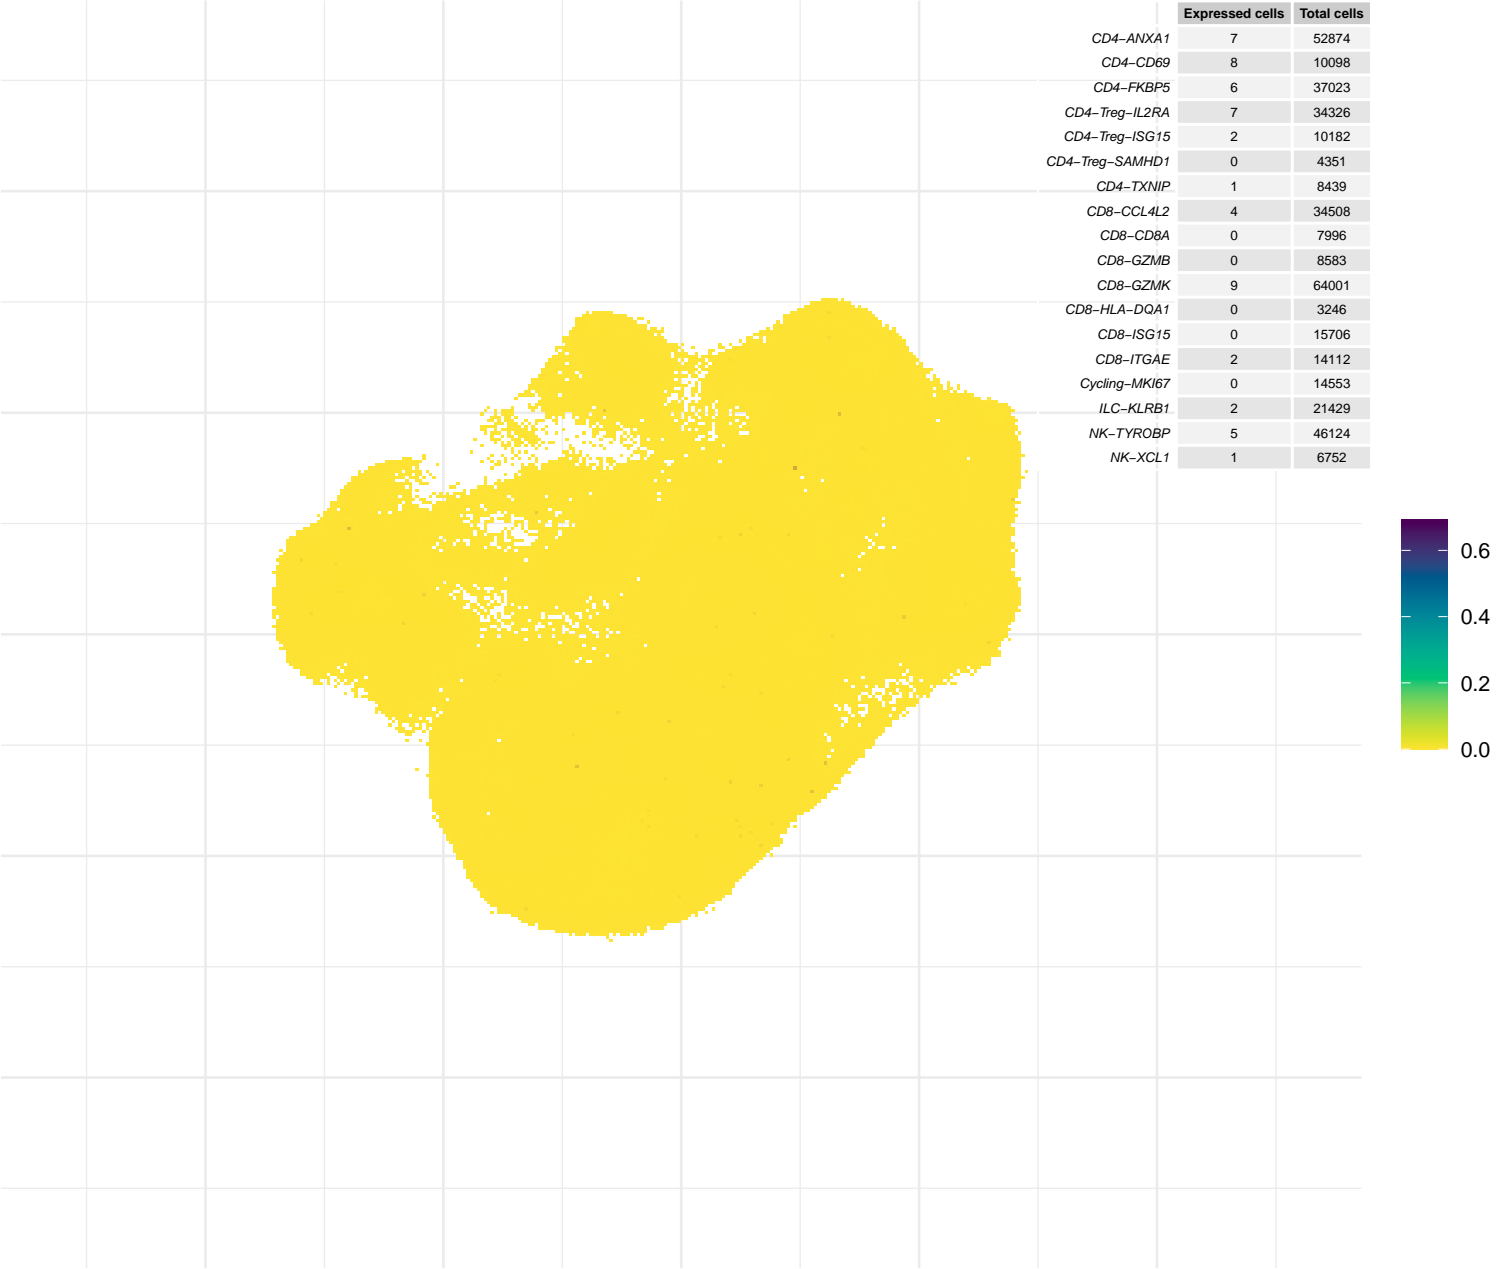 Expressed cells Total cells
CD4−ANXA1 7 52874
CD4−CD69 8 10098
CD4−FKBP5 6 37023
CD4−Treg−IL2RA 7 34326
CD4−Treg−ISG15 2 10182
CD4−Treg−SAMHD1 0 4351
CD4−TXNIP 1 8439
CD8−CCL4L2 4 34508
CD8−CD8A 0 7996
CD8−GZMB 0 8583
CD8−GZMK 9 64001
CD8−HLA−DQA1 0 3246
CD8−ISG15 0 15706
CD8−ITGAE 2 14112
Cycling−MKI67 0 14553
ILC−KLRB1 2 21429
NK−TYROBP 5 46124
NK−XCL1 1 6752
0.6
0.4
0.2
0.0